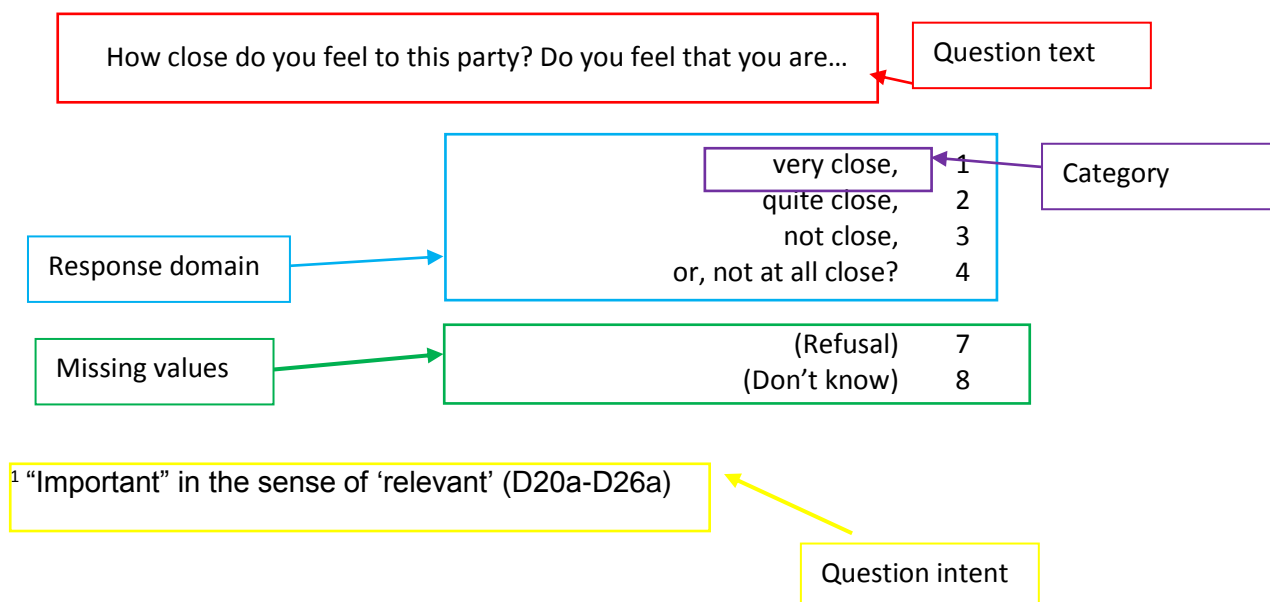 How close do you feel to this party? Do you feel that you are…
Question text
very close, 1
Category
quite close, 2
not close, 3
Response domain
or, not at all close? 4
(Refusal) 7
Missing values
(Don’t know) 8
¹ “Important” in the sense of ‘relevant’ (D20a-D26a)
Question intent